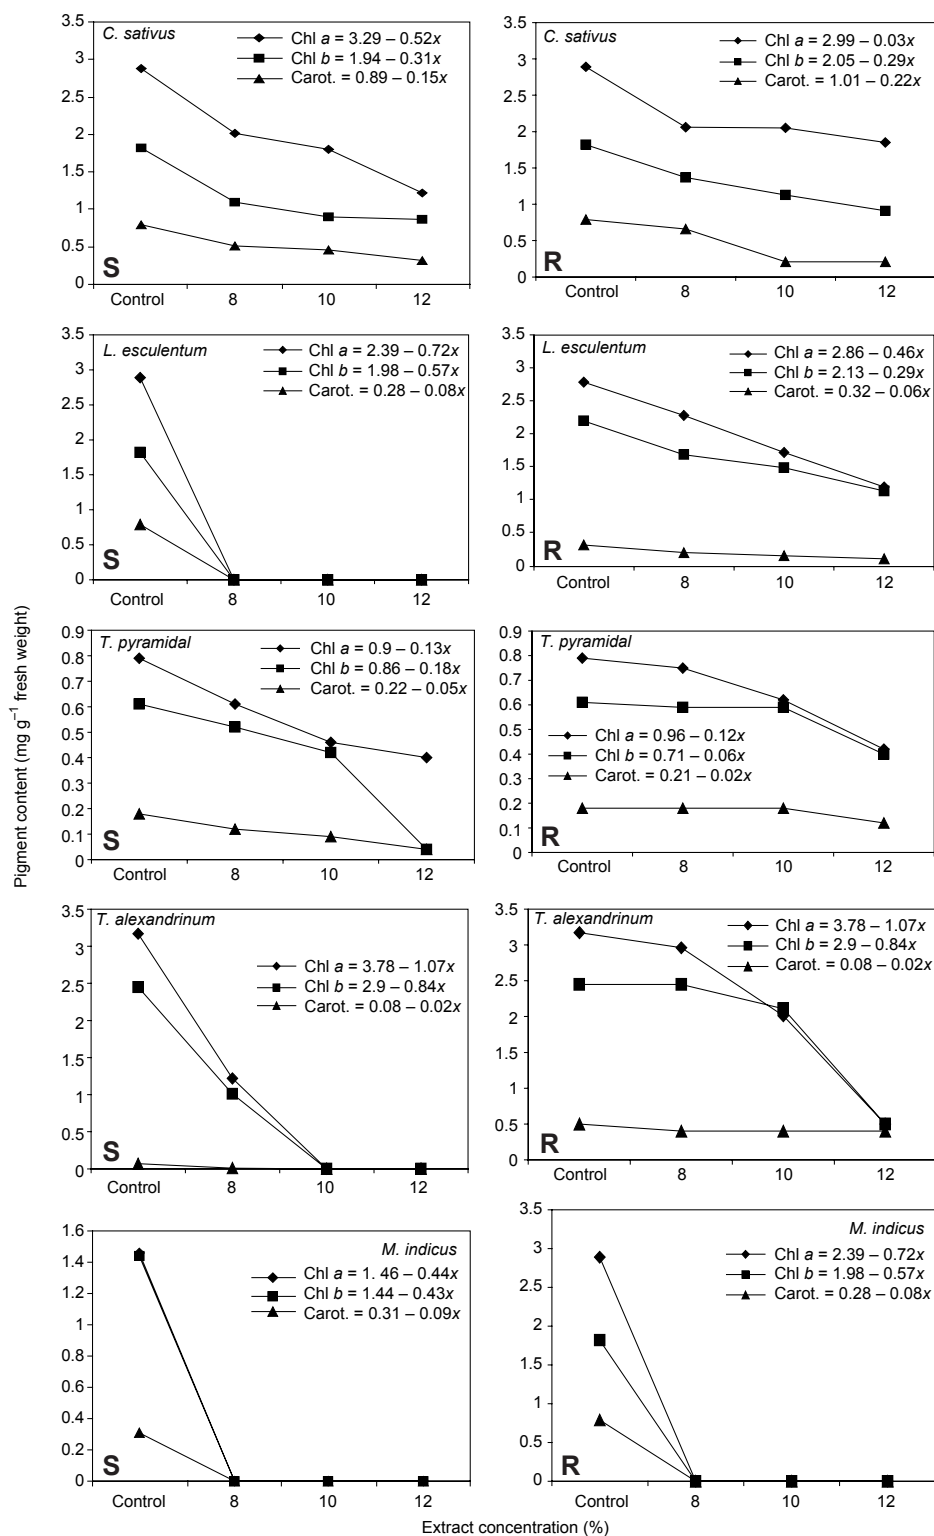 Pigment content (mg g⁻¹ fresh weight)
C. sativus
Chl a = 3.29 – 0.52x
Chl b = 1.94 – 0.31x
Carot. = 0.89 – 0.15x
3.5
3
2.5
2
1.5
1
0.5
0
S
Control 8 10 12
C. sativus
Chl a = 2.99 – 0.03x
Chl b = 2.05 – 0.29x
Carot. = 1.01 – 0.22x
3.5
3
2.5
2
1.5
1
0.5
0
R
Control 8 10 12
L. esculentum
Chl a = 2.39 – 0.72x
Chl b = 1.98 – 0.57x
Carot. = 0.28 – 0.08x
3.5
3
2.5
2
1.5
1
0.5
0
S
Control 8 10 12
L. esculentum
Chl a = 2.86 – 0.46x
Chl b = 2.13 – 0.29x
Carot. = 0.32 – 0.06x
3.5
3
2.5
2
1.5
1
0.5
0
R
Control 8 10 12
T. pyramidal
Chl a = 0.9 – 0.13x
Chl b = 0.86 – 0.18x
Carot. = 0.22 – 0.05x
0.9
0.8
0.7
0.6
0.5
0.4
0.3
0.2
0.1
0
S
Control 8 10 12
T. pyramidal
Chl a = 0.96 – 0.12x
Chl b = 0.71 – 0.06x
Carot. = 0.21 – 0.02x
0.9
0.8
0.7
0.6
0.5
0.4
0.3
0.2
0.1
0
R
Control 8 10 12
T. alexandrinum
Chl a = 3.78 – 1.07x
Chl b = 2.9 – 0.84x
Carot. = 0.08 – 0.02x
3.5
3
2.5
2
1.5
1
0.5
0
S
Control 8 10 12
T. alexandrinum
Chl a = 3.78 – 1.07x
Chl b = 2.9 – 0.84x
Carot. = 0.08 – 0.02x
3.5
3
2.5
2
1.5
1
0.5
0
R
Control 8 10 12
M. indicus
Chl a = 1. 46 – 0.44x
Chl b = 1.44 – 0.43x
Carot. = 0.31 – 0.09x
1.6
1.4
1.2
1
0.8
0.6
0.4
0.2
0
S
Control 8 10 12
M. indicus
Chl a = 2.39 – 0.72x
Chl b = 1.98 – 0.57x
Carot. = 0.28 – 0.08x
3.5
3
2.5
2
1.5
1
0.5
0
R
Control 8 10 12
Extract concentration (%)